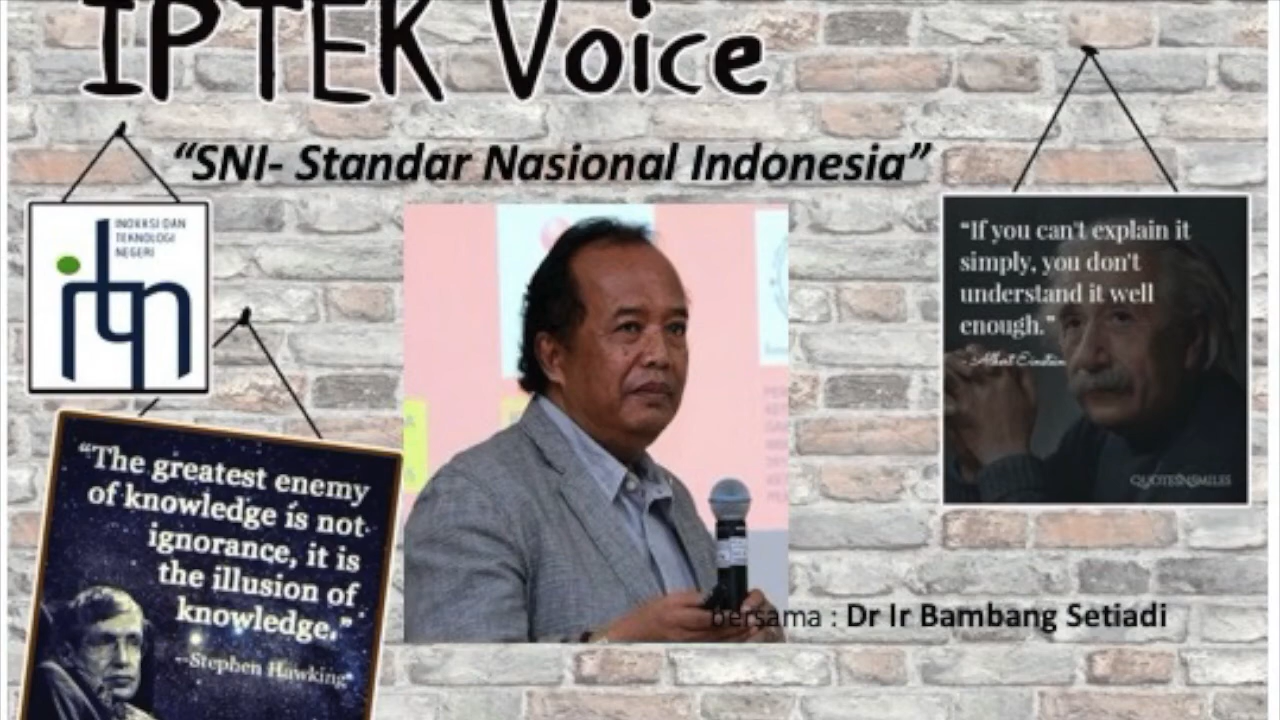 IPTEK Voice
“SNI- Standar Nasional Indonesia”
INOVASI DAN
TEKNOLOGI
NEGERI
itqn
“If you can't explain it
simply, you don't
understand it well
enough.”
- Albert Einstein
QUOTESNSMILES
“The greatest enemy
of knowledge is not
ignorance, it is
the illusion of
knowledge.”
--Stephen Hawking
bersama : Dr Ir Bambang Setiadi